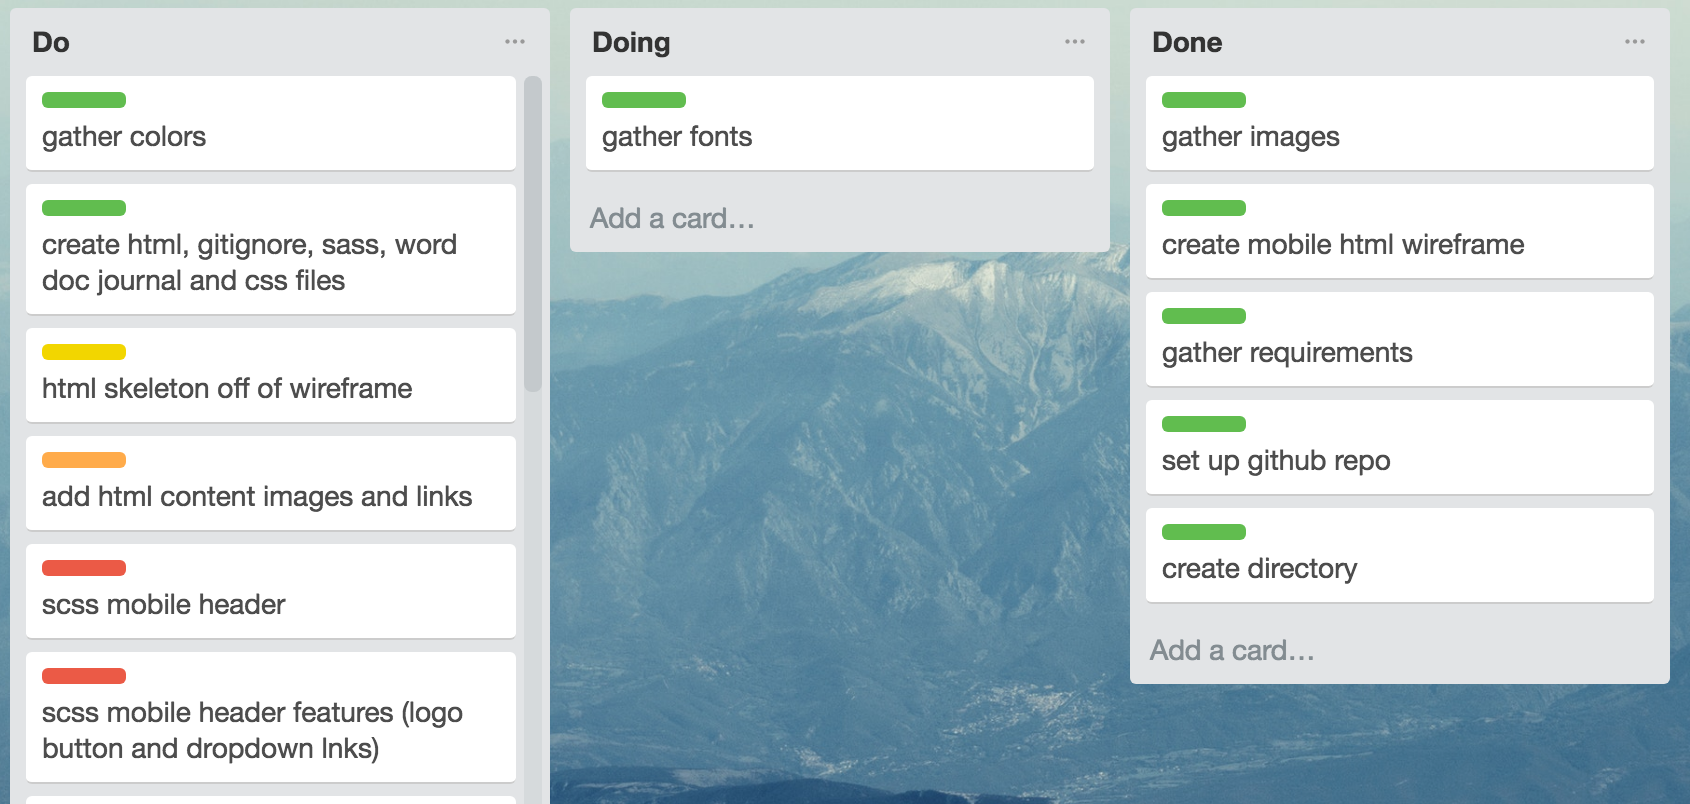 Do
gather colors
create html, gitignore, sass, word
doc journal and css files
html skeleton off of wireframe
add html content images and links
scss mobile header
scss mobile header features (logo
button and dropdown lnks)
Doing
gather fonts
Add a card…
Done
gather images
create mobile html wireframe
gather requirements
set up github repo
create directory
Add a card…